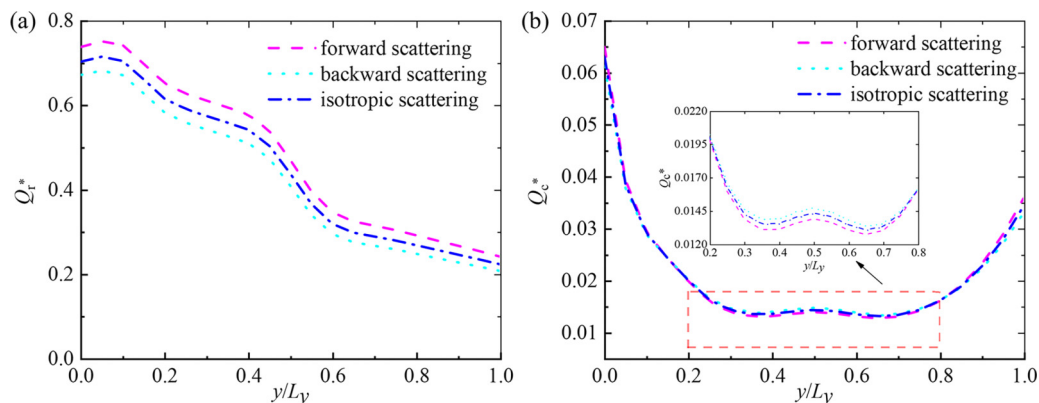 (a)
0.8
0.6
0.4
0.2
0.0
Qr*
forward scattering
backward scattering
isotropic scattering
0.0 0.2 0.4 0.6 0.8 1.0
y/Ly
(b)
0.07
0.06
0.05
0.04
0.03
0.02
0.01
Qc*
forward scattering
backward scattering
isotropic scattering
0.0220
0.0195
0.0170
0.0145
0.0120
Qc*
0.2 0.3 0.4 0.5 0.6 0.7 0.8
y/Ly
0.0 0.2 0.4 0.6 0.8 1.0
y/Ly